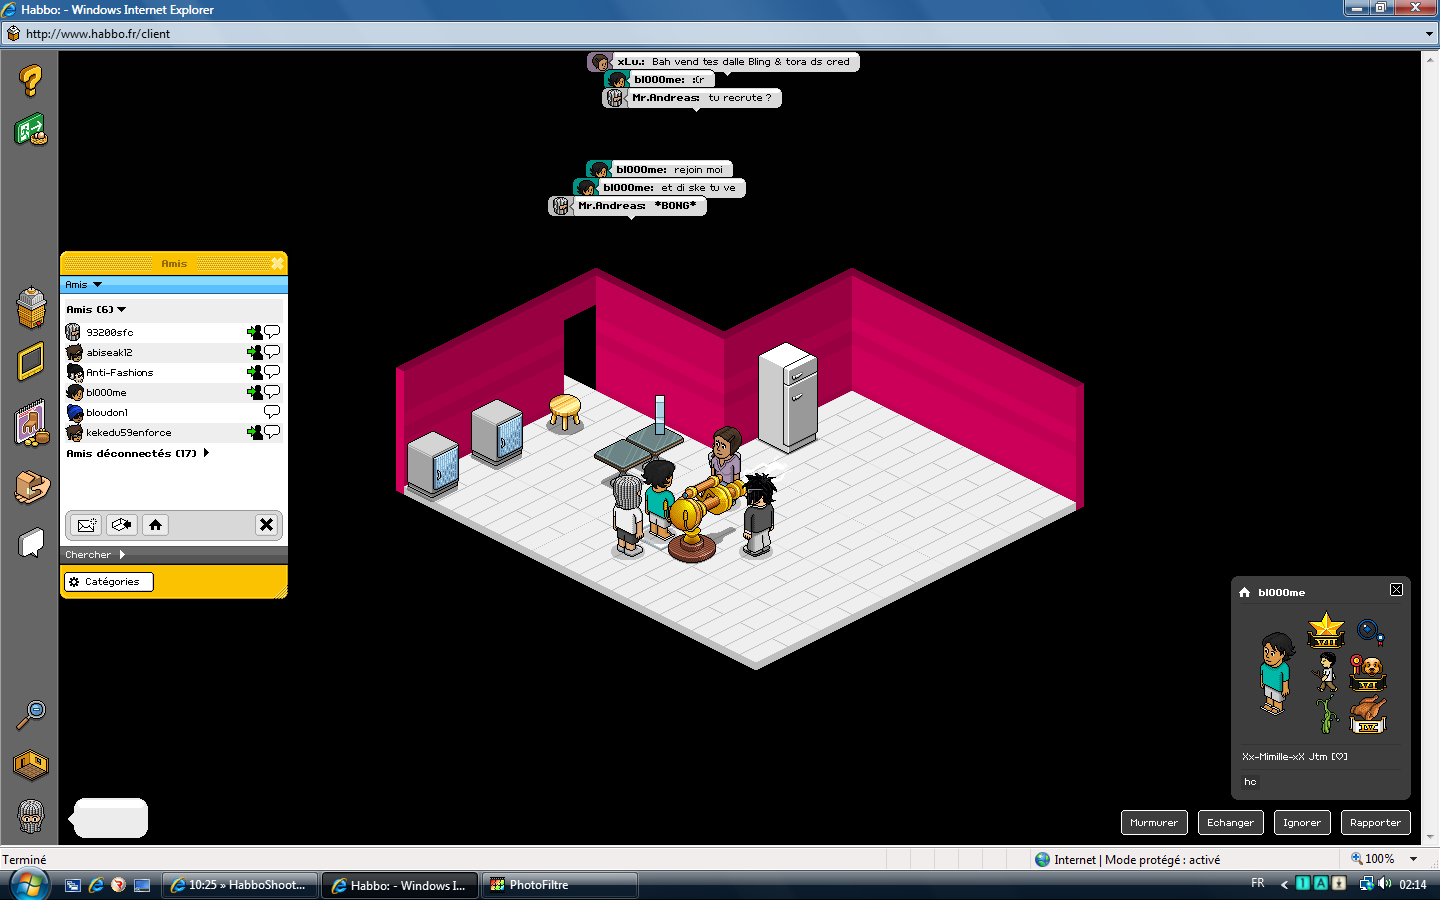 Habbo: - Windows Internet Explorer
http://www.habbo.fr/client
xLu.: Bah vend tes dalle Bling & tora ds cred
bl000me: :(r
Mr.Andreas: tu recrute ?
bl000me: rejoin moi
bl000me: et di ske tu ve
Mr.Andreas: *BONG*
Amis
Amis
Amis (6)
93200sfc
abiseak12
Anti-Fashions
bl000me
bloudon1
kekedu59enforce
Amis déconnectés (17)
Chercher
Catégories
bl000me
VII
VI
IV
Xx-Mimille-xX Jtm [♡]
hc
Murmurer
Echanger
Ignorer
Rapporter
Terminé
Internet | Mode protégé : activé
100%
10:25 » HabboShoot...
Habbo: - Windows I...
PhotoFiltre
FR
1
A
02:14